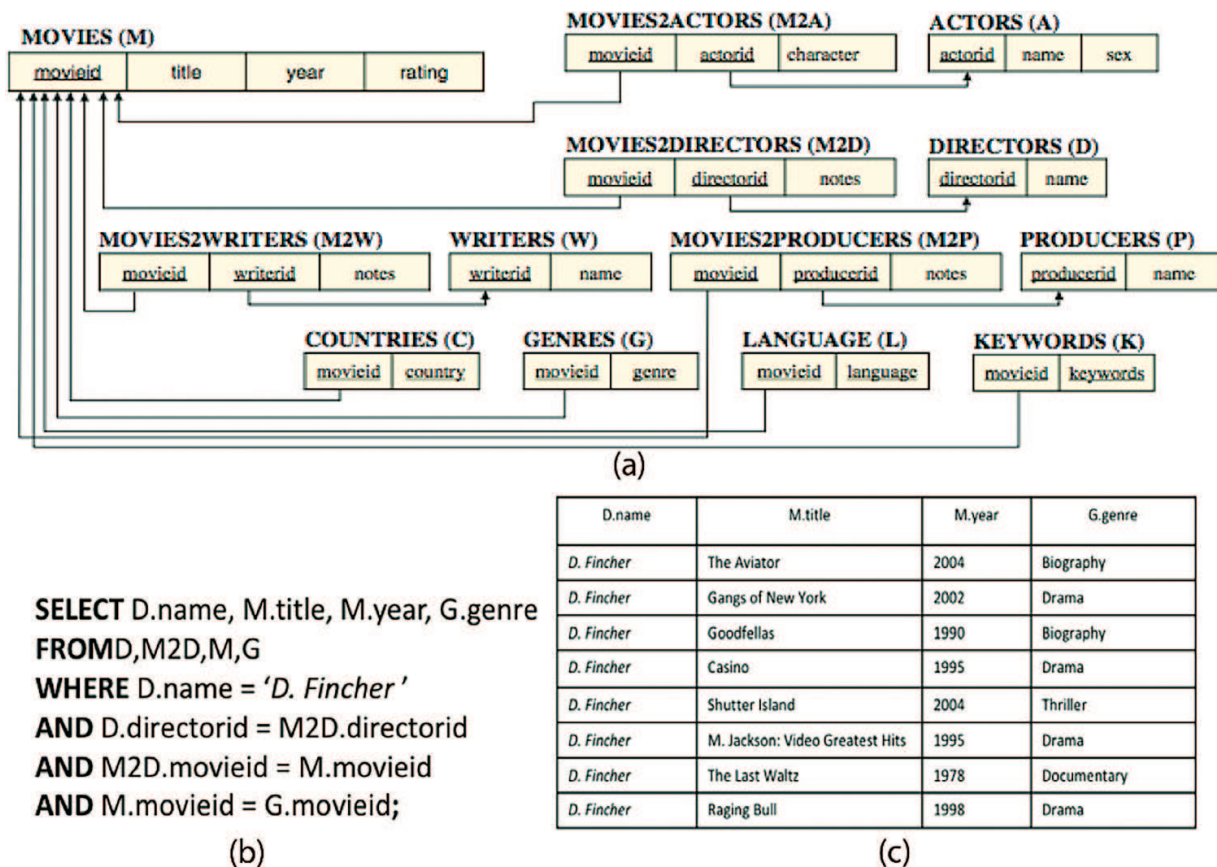 MOVIES (M)
movieid title year rating
MOVIES2ACTORS (M2A)
movieid actorid character
ACTORS (A)
actorid name sex
MOVIES2DIRECTORS (M2D)
movieid directorid notes
DIRECTORS (D)
directorid name
MOVIES2WRITERS (M2W)
movieid writerid notes
WRITERS (W)
writerid name
MOVIES2PRODUCERS (M2P)
movieid producerid notes
PRODUCERS (P)
producerid name
COUNTRIES (C)
movieid country
GENRES (G)
movieid genre
LANGUAGE (L)
movieid language
KEYWORDS (K)
movieid keywords
(a)
SELECT D.name, M.title, M.year, G.genre
FROMD,M2D,M,G
WHERE D.name = ‘D. Fincher ’
AND D.directorid = M2D.directorid
AND M2D.movieid = M.movieid
AND M.movieid = G.movieid;
(b)
D.name M.title M.year G.genre
D. Fincher The Aviator 2004 Biography
D. Fincher Gangs of New York 2002 Drama
D. Fincher Goodfellas 1990 Biography
D. Fincher Casino 1995 Drama
D. Fincher Shutter Island 2004 Thriller
D. Fincher M. Jackson: Video Greatest Hits 1995 Drama
D. Fincher The Last Waltz 1978 Documentary
D. Fincher Raging Bull 1998 Drama
(c)